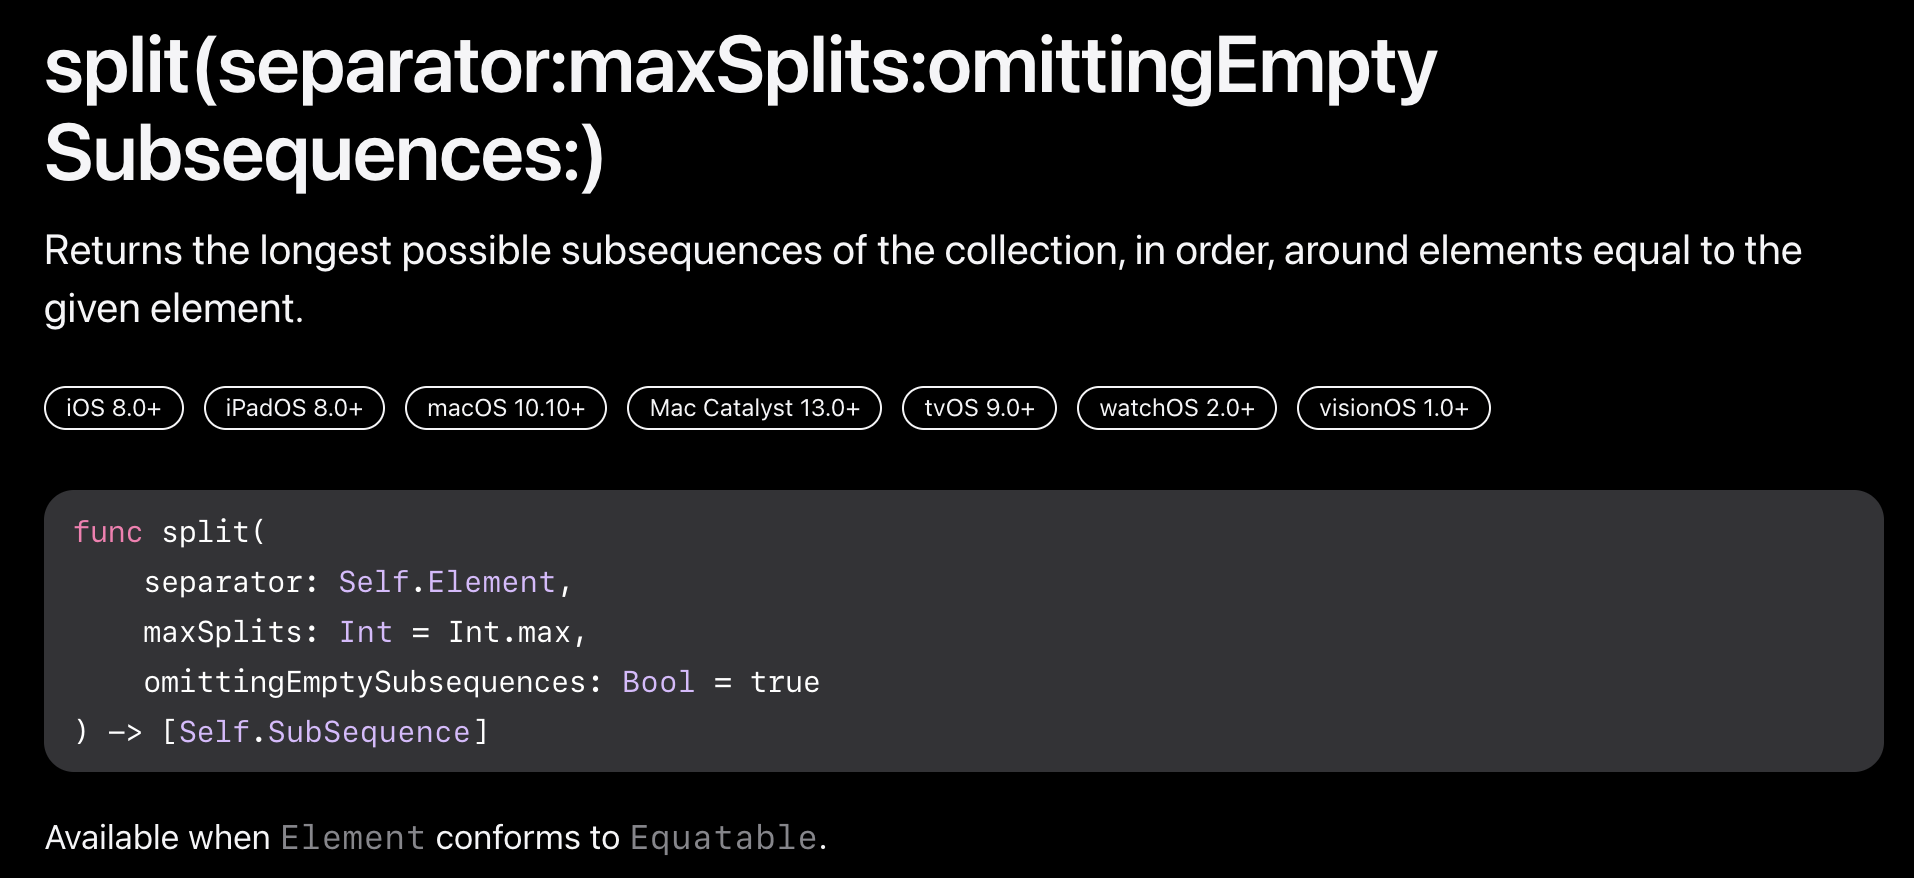 split(separator:maxSplits:omittingEmpty
Subsequences:)
Returns the longest possible subsequences of the collection, in order, around elements equal to the
given element.
iOS 8.0+ iPadOS 8.0+ macOS 10.10+ Mac Catalyst 13.0+ tvOS 9.0+ watchOS 2.0+ visionOS 1.0+
func split(
    separator: Self.Element,
    maxSplits: Int = Int.max,
    omittingEmptySubsequences: Bool = true
) -> [Self.SubSequence]
Available when Element conforms to Equatable.